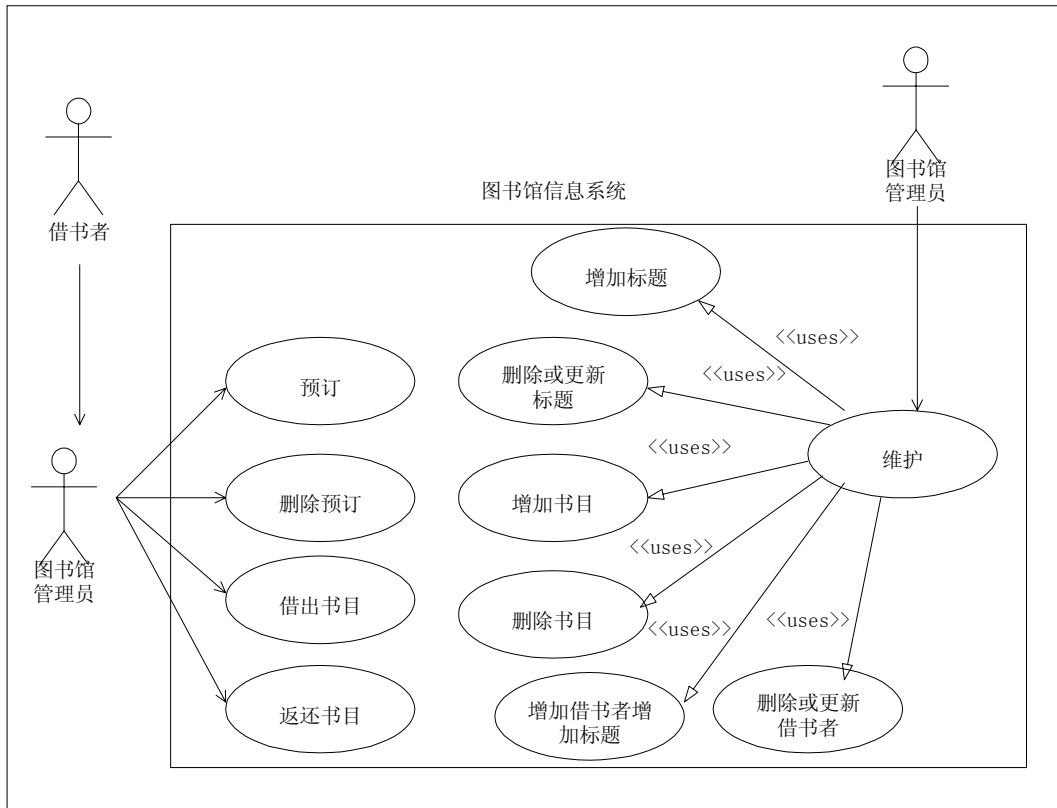 图书馆
管理员
借书者
图书馆信息系统
增加标题
<<uses>>
预订
删除或更新
标题
<<uses>>
<<uses>>
维护
删除预订
增加书目
<<uses>>
图书馆
管理员
借出书目
删除书目
<<uses>>
<<uses>>
返还书目
增加借书者增
加标题
删除或更新
借书者